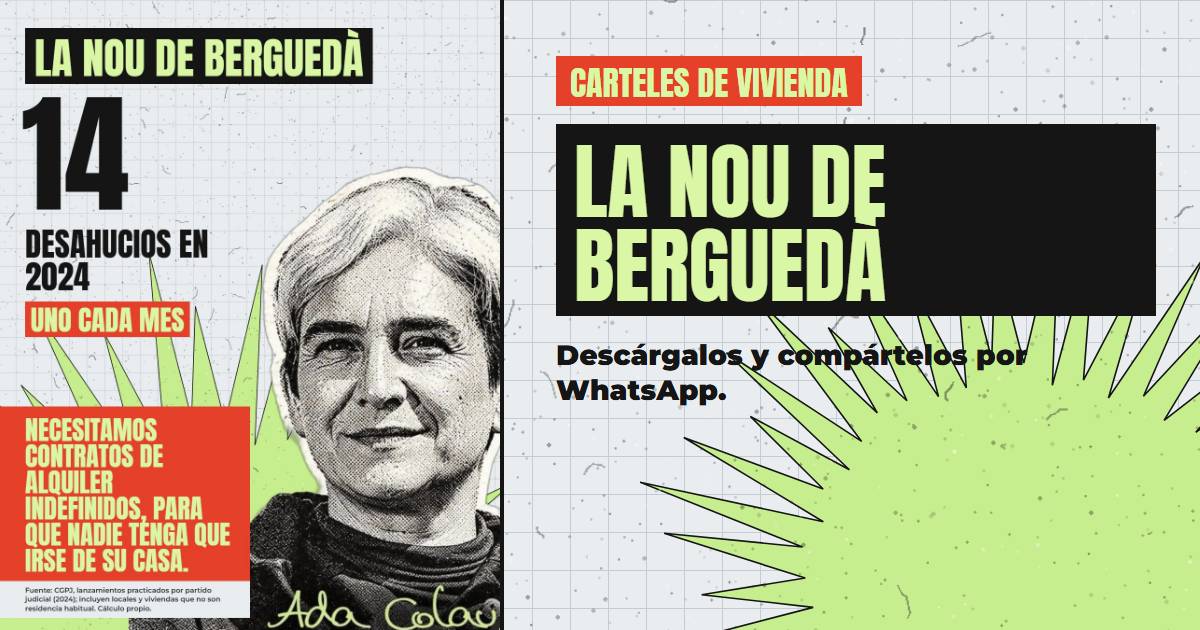 LA NOU DE BERGUEDÀ
14
DESAHUCIOS EN
2024
UNO CADA MES
NECESITAMOS
CONTRATOS DE
ALQUILER
INDEFINIDOS, PARA
QUE NADIE TENGA QUE
IRSE DE SU CASA.
Fuente: CGPJ, lanzamientos practicados por partido
judicial (2024); incluyen locales y viviendas que no son
residencia habitual. Cálculo propio.
Ada Colau
CARTELES DE VIVIENDA
LA NOU DE
BERGUEDÀ
Descárgalos y compártelos por
WhatsApp.